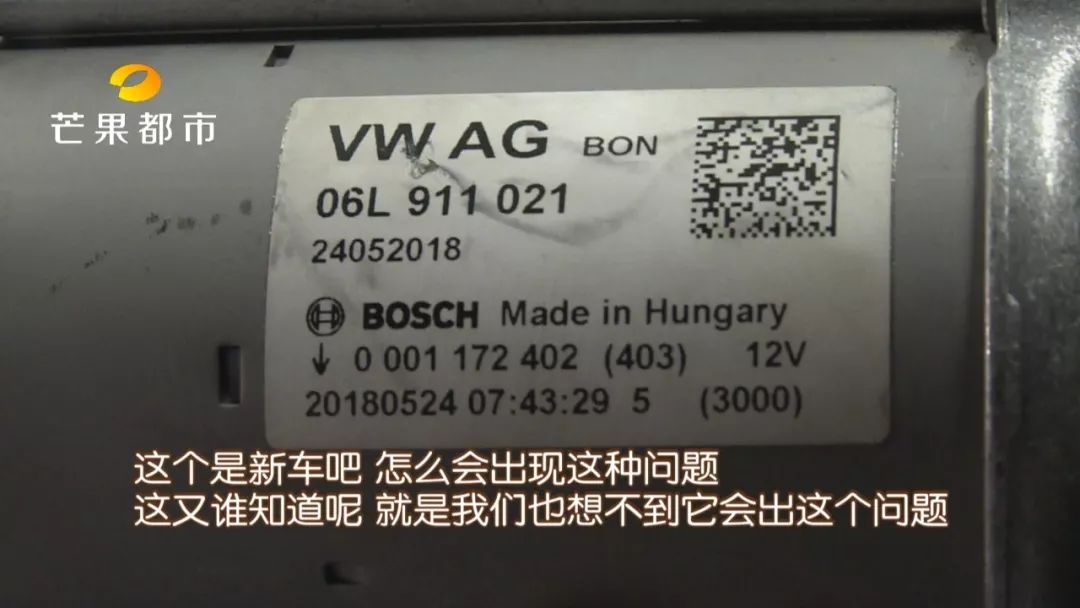 芒果都市
VW AG BON
06L 911 021
24052018
BOSCH Made in Hungary
0 001 172 402 (403) 12V
20180524 07:43:29 5 (3000)
这个是新车吧 怎么会出现这种问题
这又谁知道呢 就是我们也想不到它会出这个问题